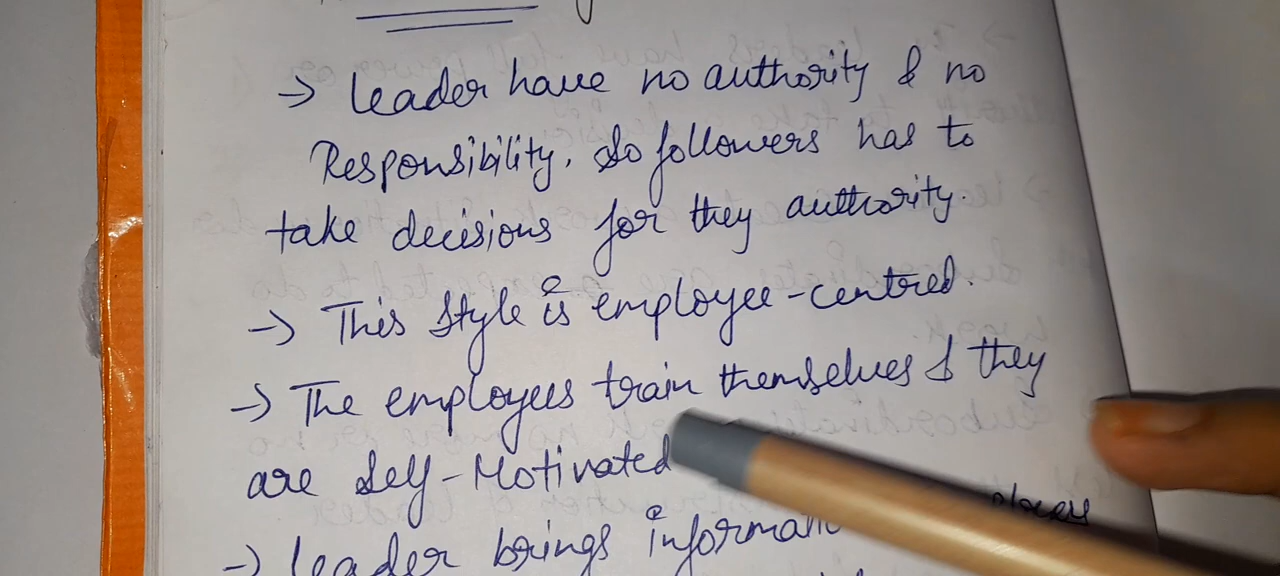 → Leader have no authority & no
Responsibility. So followers has to
take decisions for they authority.
→ This Style is employee-centred.
→ The employees train themselves & they
are Self-Motivated
→ Leader brings